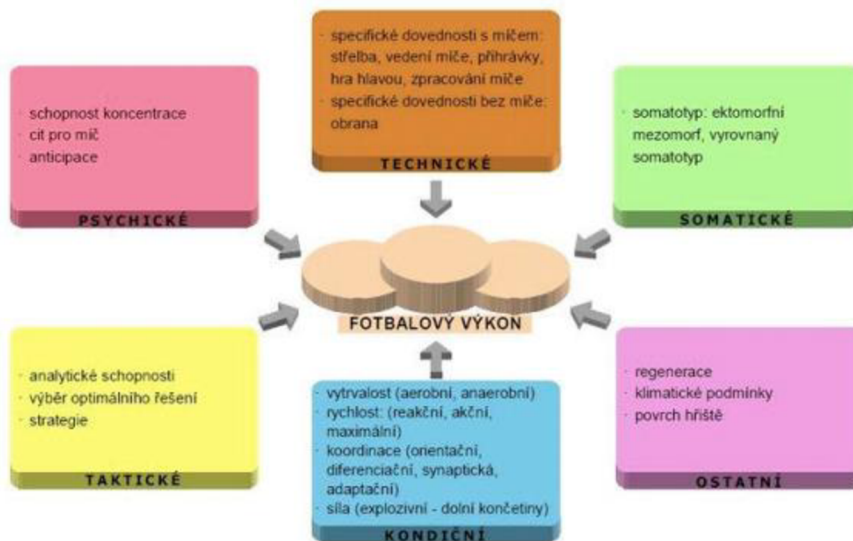 · specifické dovednosti s míčem:
střelba, vedení míče, přihrávky,
hra hlavou, zpracování míče
· specifické dovednosti bez míče:
obrana
TECHNICKÉ
· schopnost koncentrace
· cit pro míč
· anticipace
PSYCHICKÉ
· somatotyp: ektomorfní
mezomorf, vyrovnaný
somatotyp
SOMATICKÉ
FOTBALOVÝ VÝKON
· analytické schopnosti
· výběr optimálního řešení
· strategie
TAKTICKÉ
· vytrvalost (aerobní, anaerobní)
· rychlost: (reakční, akční,
maximální)
· koordinace (orientační,
diferenciační, synaptická,
adaptační)
· síla (explozivní - dolní končetiny)
KONDIČNÍ
· regenerace
· klimatické podmínky
· povrch hřiště
OSTATNÍ